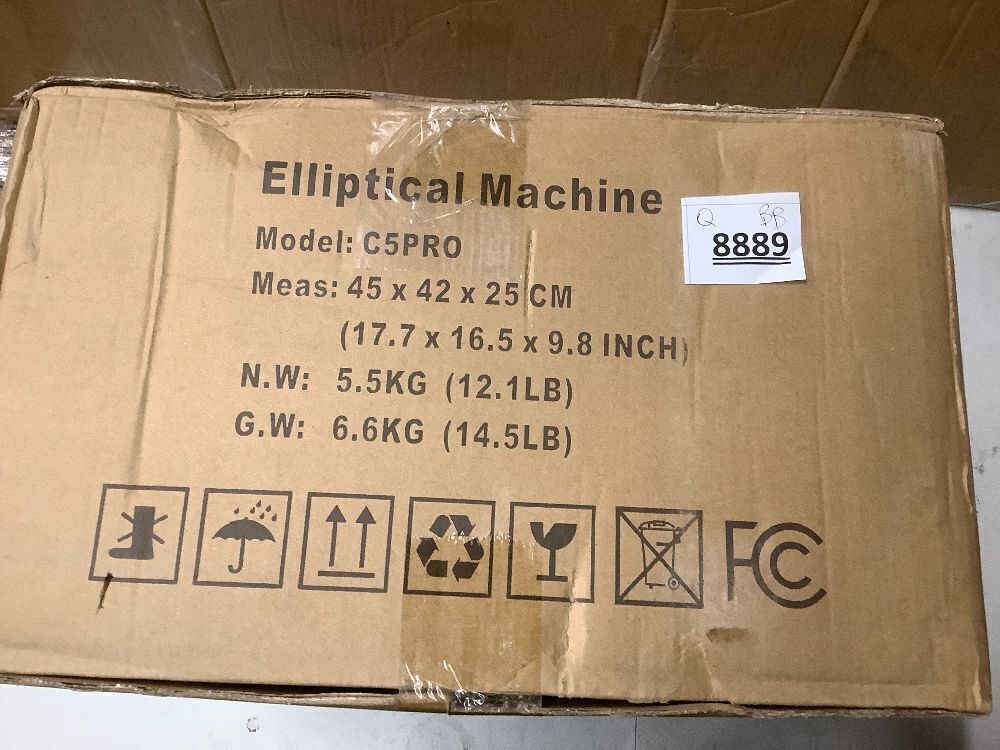 Elliptical Machine
Model: C5PRO
Meas: 45 x 42 x 25 CM
(17.7 x 16.5 x 9.8 INCH)
N.W: 5.5KG (12.1LB)
G.W: 6.6KG (14.5LB)
Q BB
8889
FC